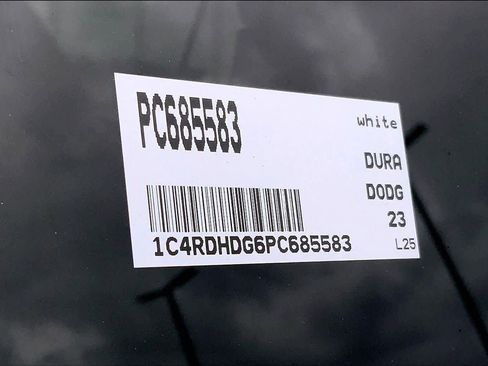 PC685583
white
DURA
DODG
23
1C4RDHDG6PC685583
L25